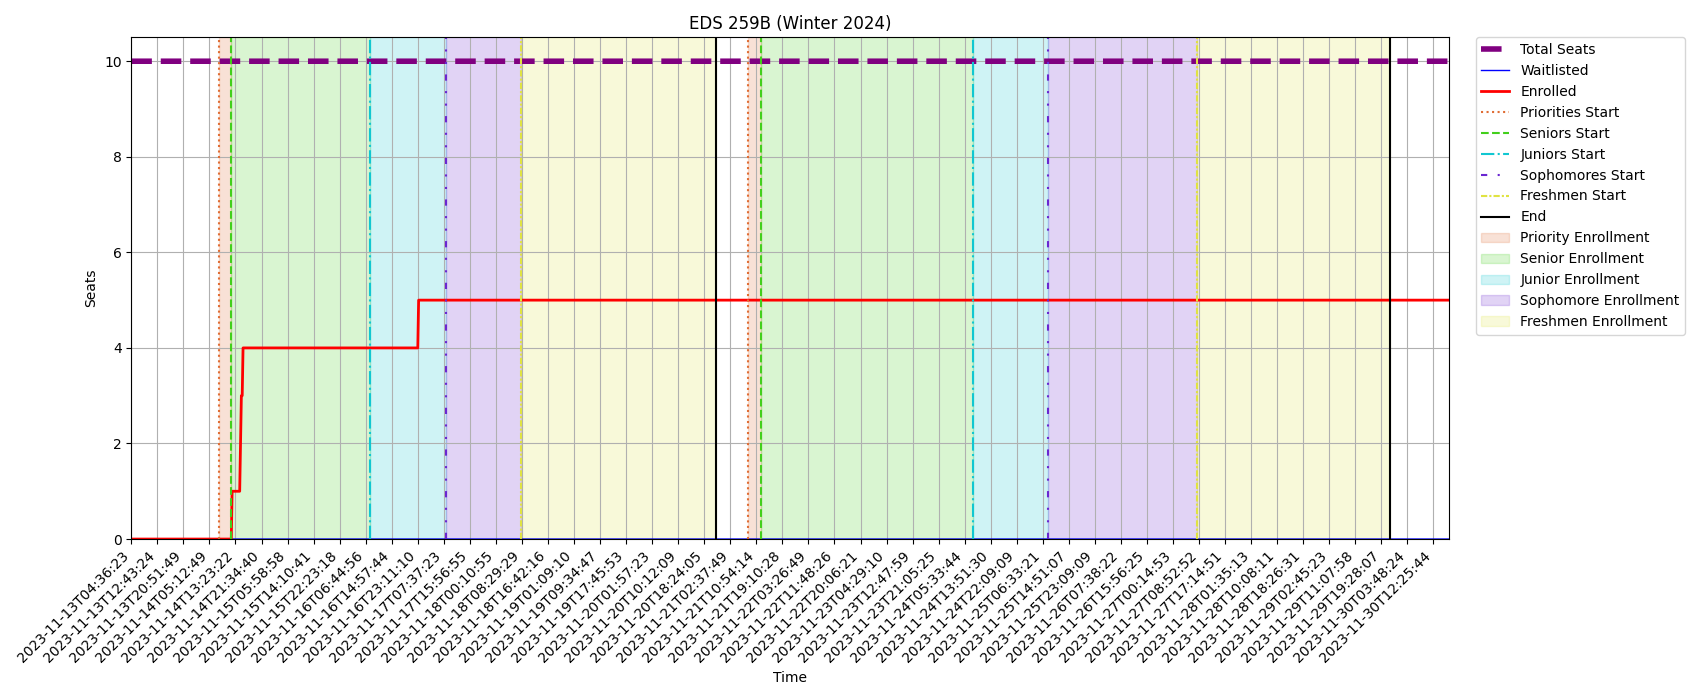 EDS 259B (Winter 2024)
Seats
10
8
6
4
2
0
2023-11-13T04:36:23
2023-11-13T12:43:24
2023-11-13T20:51:49
2023-11-14T05:12:49
2023-11-14T13:23:22
2023-11-14T21:34:40
2023-11-15T05:58:58
2023-11-15T14:10:41
2023-11-15T22:23:18
2023-11-16T06:44:56
2023-11-16T14:57:44
2023-11-16T23:11:10
2023-11-17T07:37:23
2023-11-17T15:56:55
2023-11-18T00:10:55
2023-11-18T08:29:29
2023-11-18T16:42:16
2023-11-19T01:09:10
2023-11-19T09:34:47
2023-11-19T17:45:53
2023-11-20T01:57:23
2023-11-20T10:12:09
2023-11-20T18:24:05
2023-11-21T02:37:49
2023-11-21T10:54:14
2023-11-21T19:10:28
2023-11-22T03:26:49
2023-11-22T11:48:26
2023-11-22T20:06:21
2023-11-23T04:29:10
2023-11-23T12:47:59
2023-11-23T21:05:25
2023-11-24T05:33:44
2023-11-24T13:51:30
2023-11-24T22:09:09
2023-11-25T06:33:21
2023-11-25T14:51:07
2023-11-25T23:09:09
2023-11-26T07:38:22
2023-11-26T15:56:25
2023-11-27T00:14:53
2023-11-27T08:52:52
2023-11-27T17:14:51
2023-11-28T01:35:13
2023-11-28T10:08:11
2023-11-28T18:26:31
2023-11-29T02:45:23
2023-11-29T11:07:58
2023-11-29T19:28:07
2023-11-30T03:48:24
2023-11-30T12:25:44
Time
Total Seats
Waitlisted
Enrolled
Priorities Start
Seniors Start
Juniors Start
Sophomores Start
Freshmen Start
End
Priority Enrollment
Senior Enrollment
Junior Enrollment
Sophomore Enrollment
Freshmen Enrollment